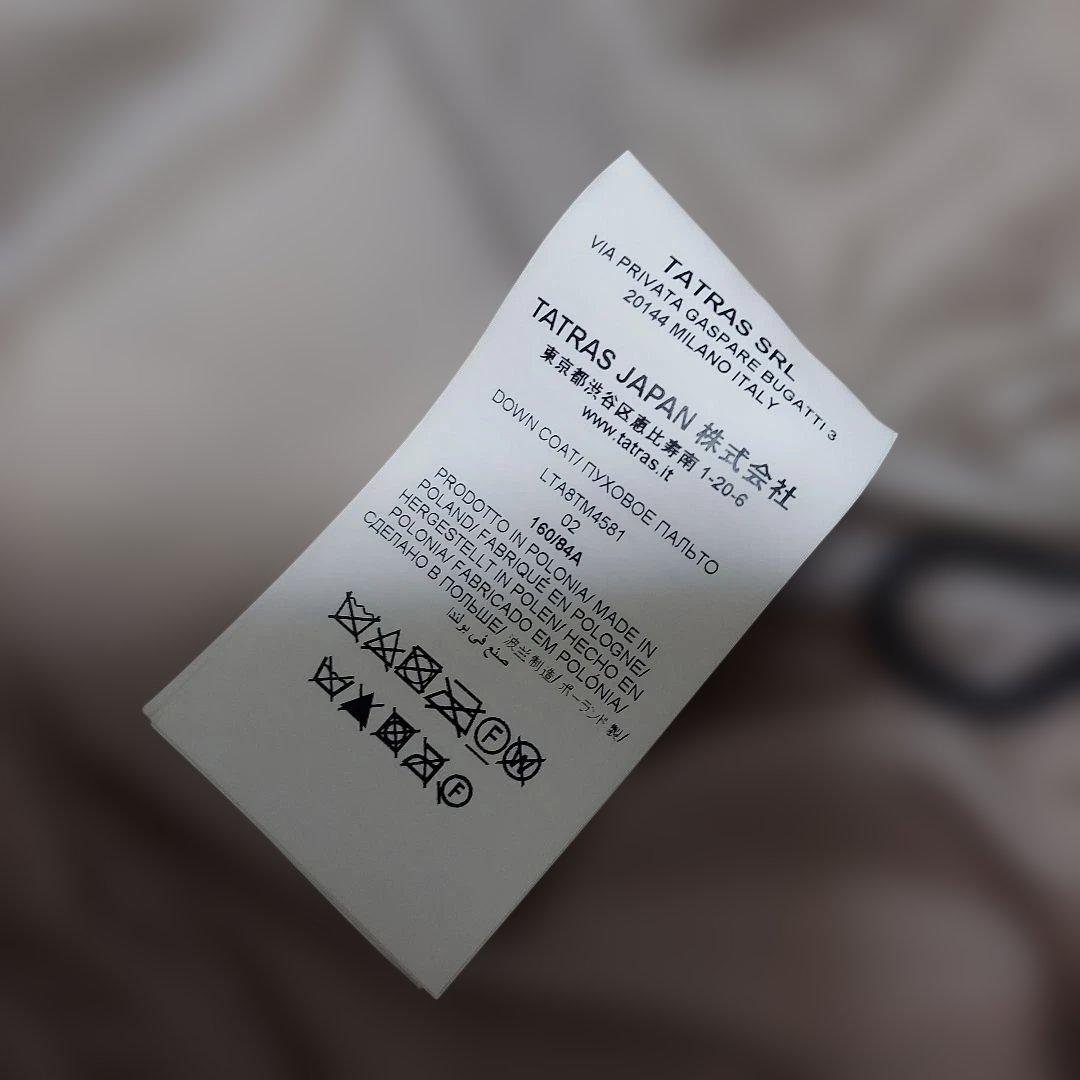 TATRAS SRL
VIA PRIVATA GASPARE BUGATTI 3
20144 MILANO ITALY
TATRAS JAPAN 株式会社
東京都渋谷区恵比寿南 1-20-6
www.tatras.it
DOWN COAT/ ПУХОВОЕ ПАЛЬТО
LTA8TM4581
02
160/84A
PRODOTTO IN POLONIA/ MADE IN
POLAND/ FABRIQUÉ EN POLOGNE/
HERGESTELLT IN POLEN/ HECHO EN
POLONIA/ FABRICADO EM POLÓNIA/
СДЕЛАНО В ПОЛЬШЕ/ 波兰制造/ ポーランド製/
صنع في بولندا
F W
F